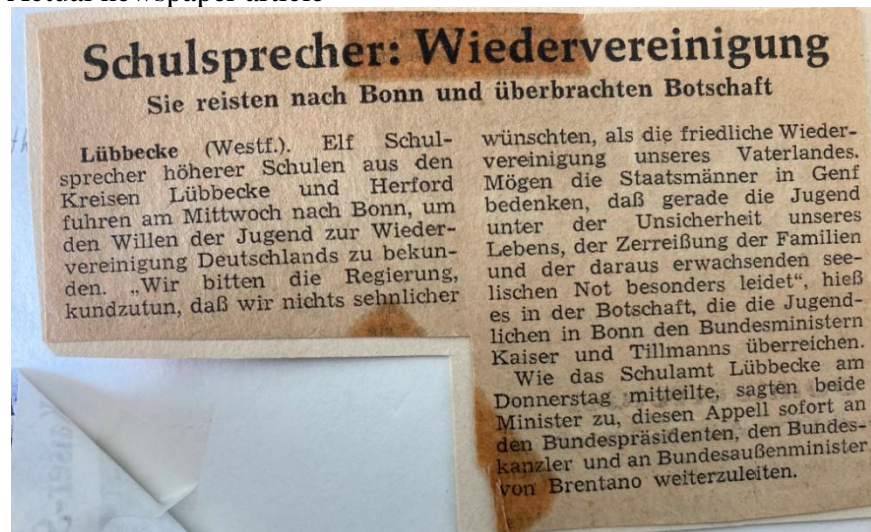 Actual newspaper article
Schulsprecher: Wiedervereinigung
Sie reisten nach Bonn und überbrachten Botschaft
Lübbecke (Westf.). Elf Schul-
sprecher höherer Schulen aus den
Kreisen Lübbecke und Herford
fuhren am Mittwoch nach Bonn, um
den Willen der Jugend zur Wieder-
vereinigung Deutschlands zu bekun-
den. „Wir bitten die Regierung,
kundzutun, daß wir nichts sehnlicher
wünschten, als die friedliche Wieder-
vereinigung unseres Vaterlandes.
Mögen die Staatsmänner in Genf
bedenken, daß gerade die Jugend
unter der Unsicherheit unseres
Lebens, der Zerreißung der Familien
und der daraus erwachsenden see-
lischen Not besonders leidet“, hieß
es in der Botschaft, die die Jugend-
lichen in Bonn den Bundesministern
Kaiser und Tillmanns überreichen.
Wie das Schulamt Lübbecke am
Donnerstag mitteilte, sagten beide
Minister zu, diesen Appell sofort an
den Bundespräsidenten, den Bundes-
kanzler und an Bundesaußenminister
von Brentano weiterzuleiten.